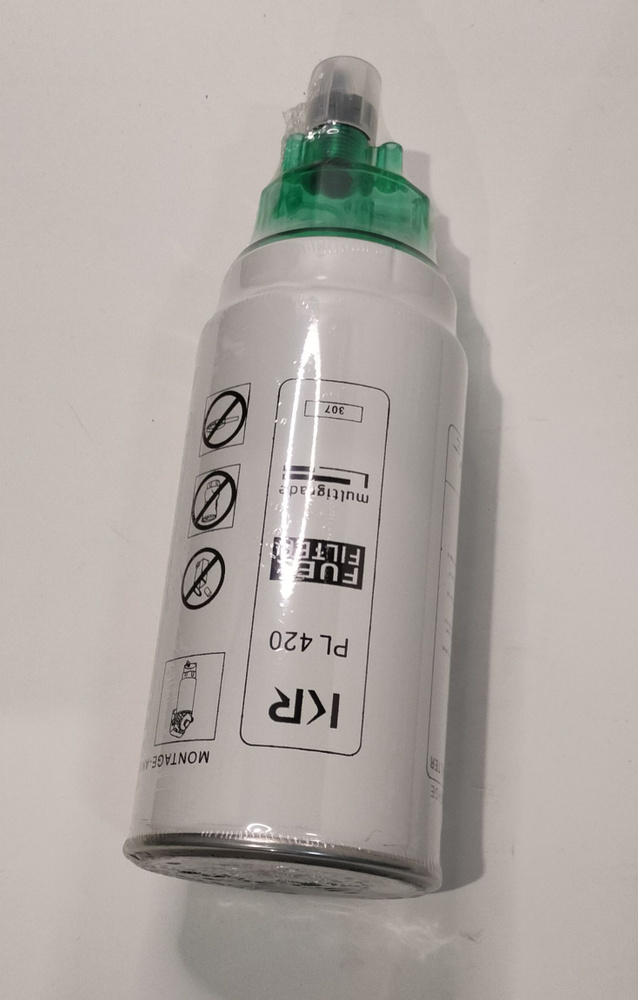 KR
PL 420
FUEL
FILTER
multigrade
307
MONTAGE-